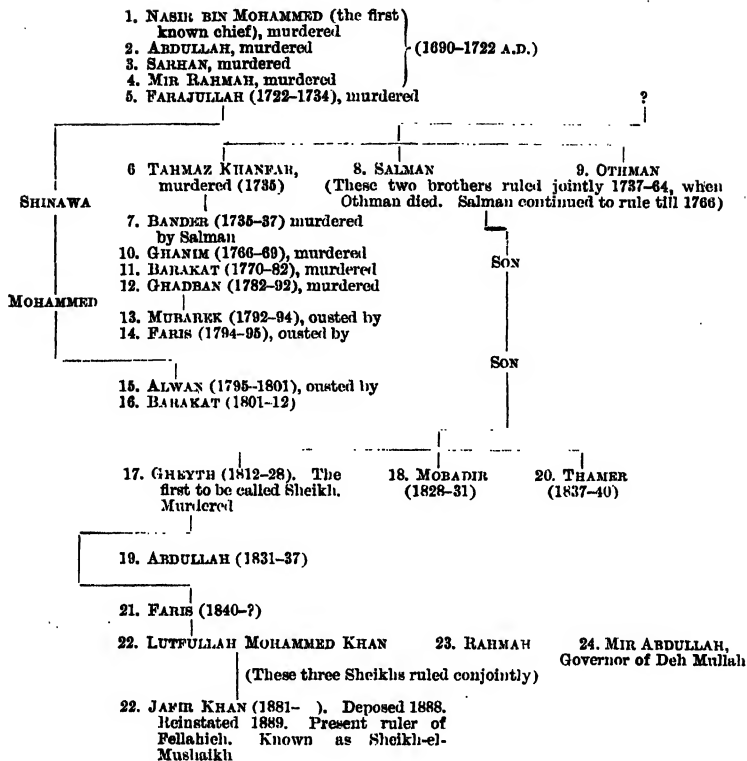 1. NASIR BIN MOHAMMED (the first
known chief), murdered
2. ABDULLAH, murdered
3. SARHAN, murdered
4. MIR RAHMAH, murdered
(1690–1722 A.D.)
5. FARAJULLAH (1722–1734), murdered
?
SHINAWA
6 TAHMAZ KHANFAR,
murdered (1735)
8. SALMAN
9. OTHMAN
(These two brothers ruled jointly 1737–64, when
Othman died. Salman continued to rule till 1766)
7. BANDER (1735–37) murdered
by Salman
10. GHANIM (1766–69), murdered
11. BARAKAT (1770–82), murdered
12. GHADBAN (1782–92), murdered
SON
MOHAMMED
13. MUBAREK (1792–94), ousted by
14. FARIS (1794–95), ousted by
SON
15. ALWAN (1795–1801), ousted by
16. BARAKAT (1801–12)
17. GHEYTH (1812–28). The
first to be called Sheikh.
Murdered
18. MOBADIR
(1828–31)
20. THAMER
(1837–40)
19. ABDULLAH (1831–37)
21. FARIS (1840–?)
22. LUTFULLAH MOHAMMED KHAN
23. RAHMAH
24. MIR ABDULLAH,
Governor of Deh Mullah
(These three Sheikhs ruled conjointly)
22. JAFIR KHAN (1881– ). Deposed 1888.
Reinstated 1889. Present ruler of
Fellahieh. Known as Sheikh-el-
Mushaikh